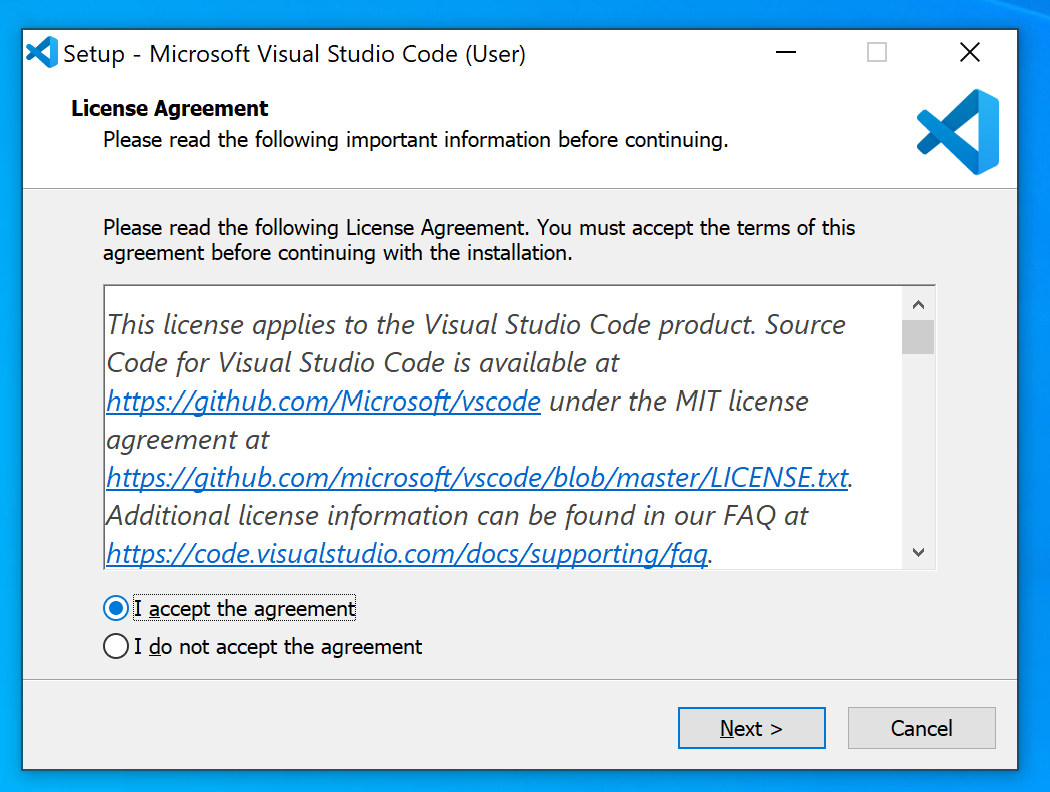 Setup - Microsoft Visual Studio Code (User)
License Agreement
Please read the following important information before continuing.
Please read the following License Agreement. You must accept the terms of this
agreement before continuing with the installation.
This license applies to the Visual Studio Code product. Source
Code for Visual Studio Code is available at
https://github.com/Microsoft/vscode under the MIT license
agreement at
https://github.com/microsoft/vscode/blob/master/LICENSE.txt.
Additional license information can be found in our FAQ at
https://code.visualstudio.com/docs/supporting/faq.
I accept the agreement
I do not accept the agreement
Next >
Cancel